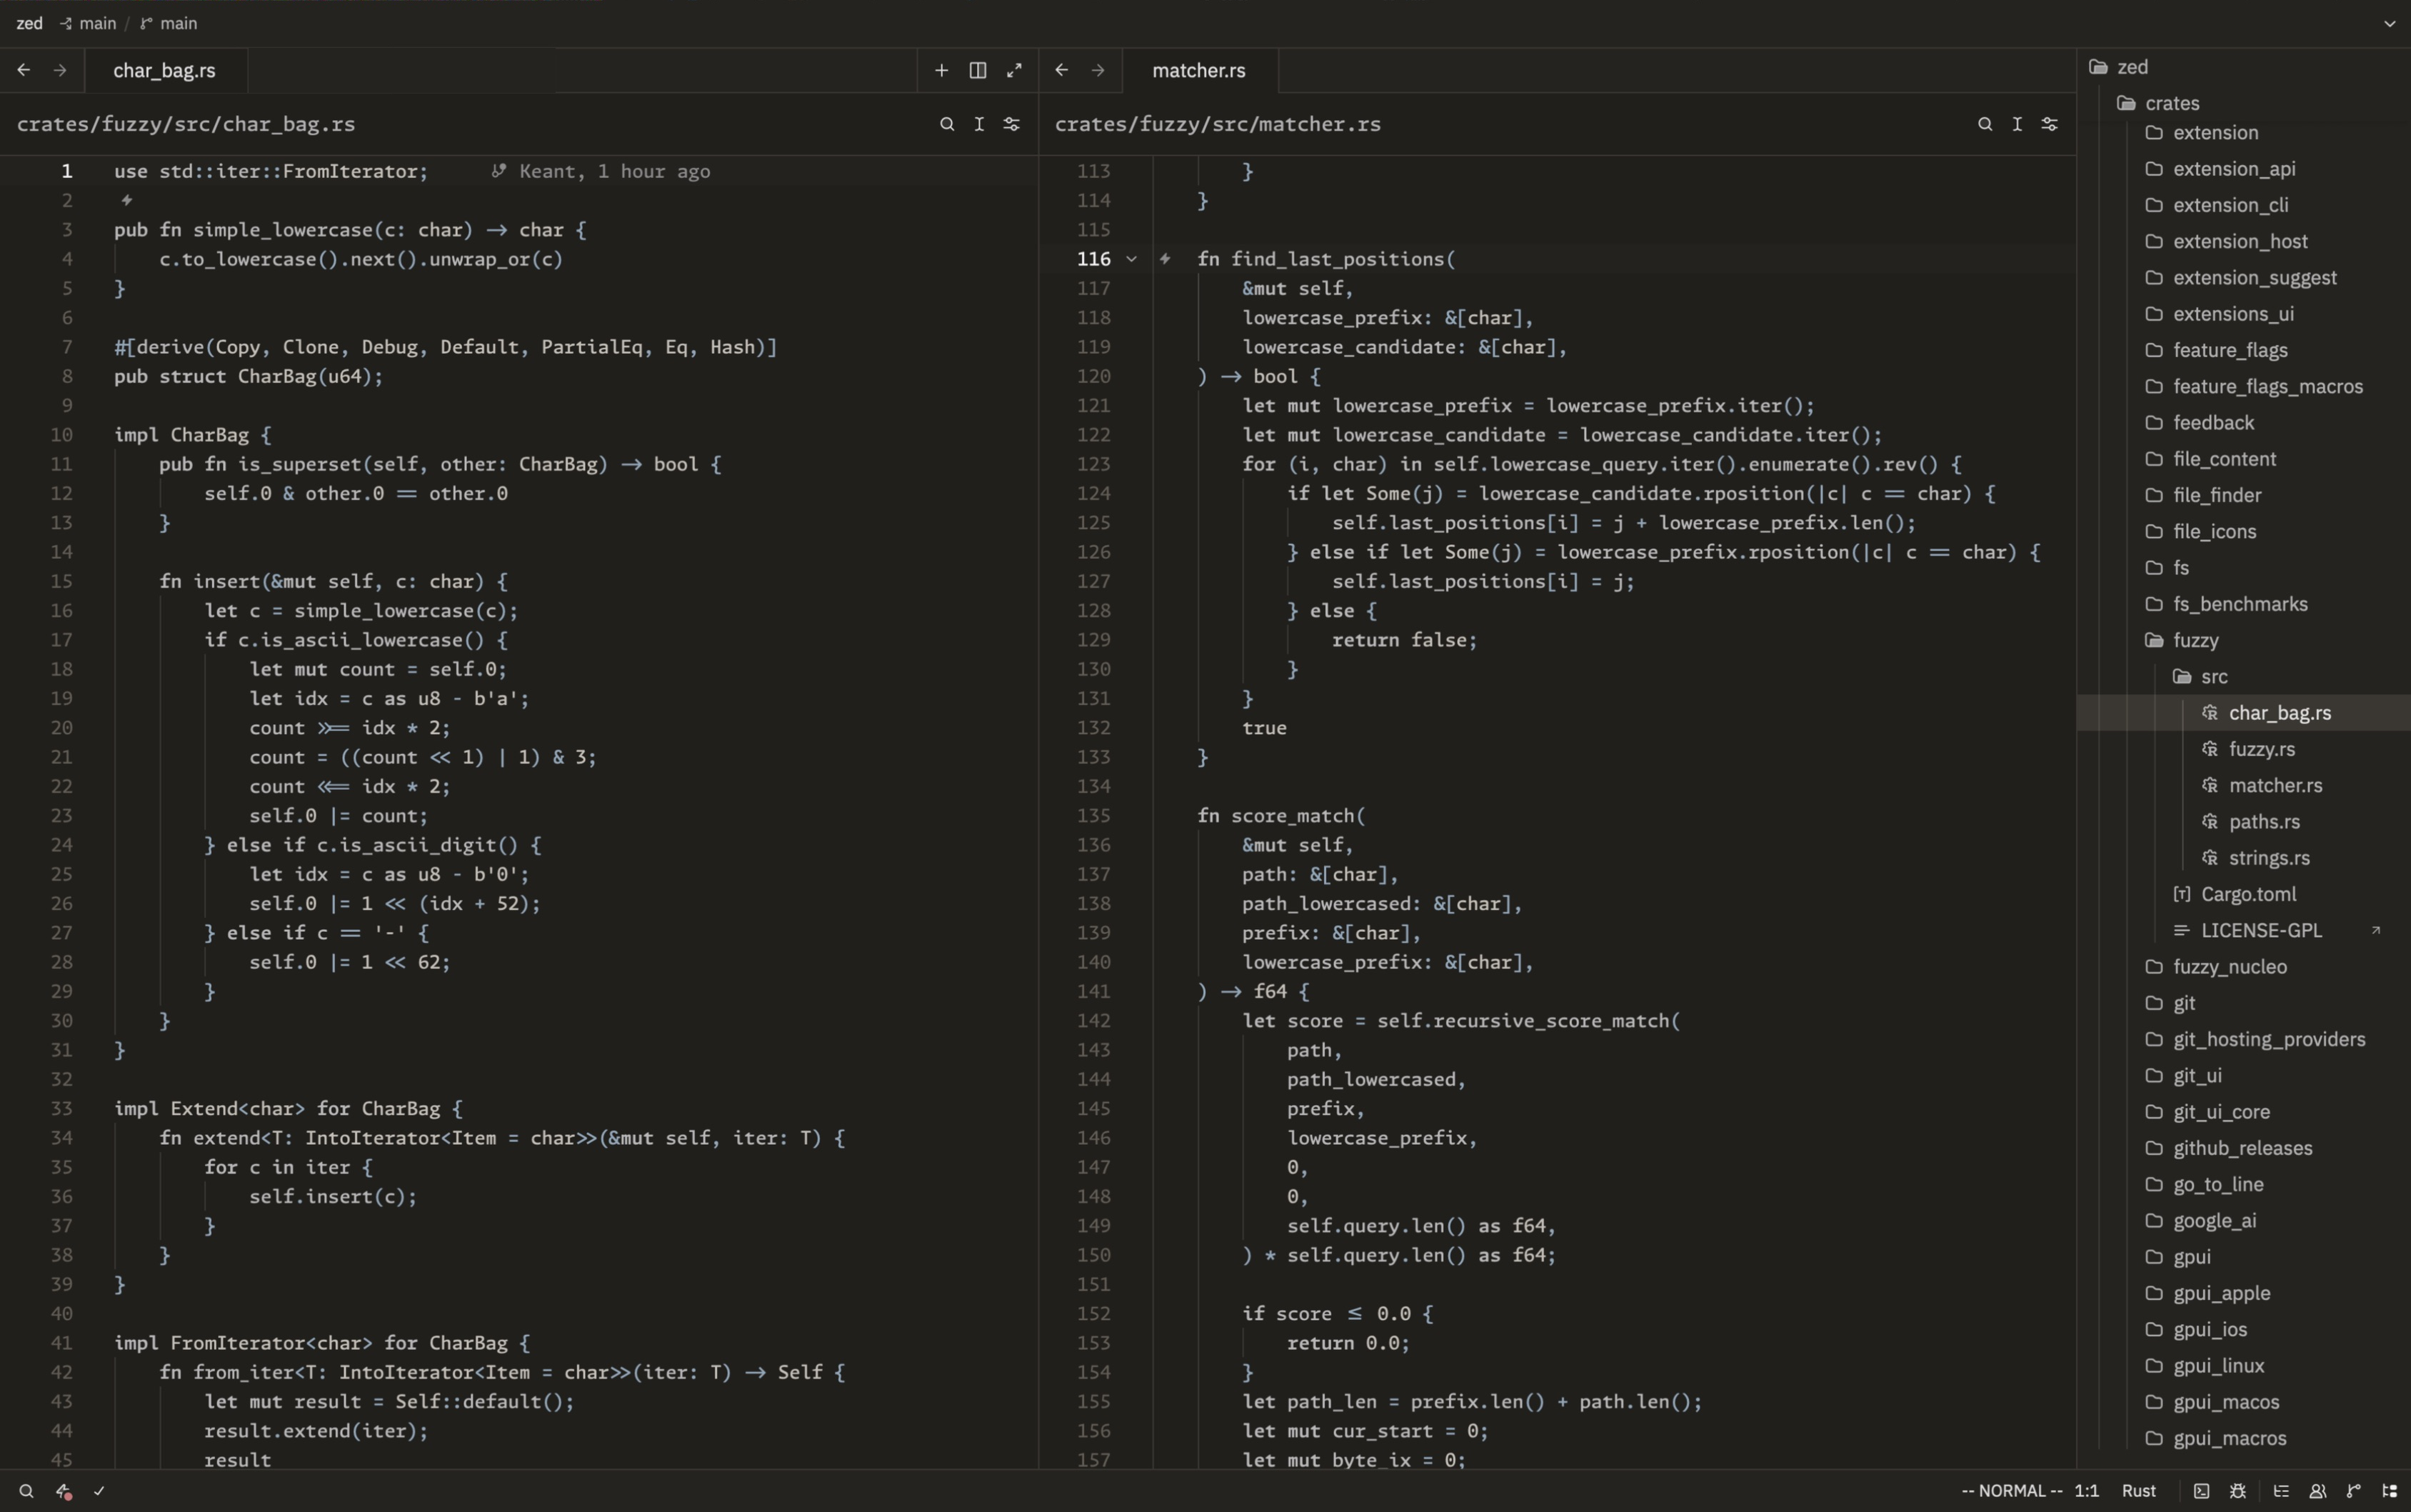 zed main / main
char_bag.rs
crates/fuzzy/src/char_bag.rs
1 use std::iter::FromIterator; Keant, 1 hour ago
2
3 pub fn simple_lowercase(c: char) -> char {
4 c.to_lowercase().next().unwrap_or(c)
5 }
6
7 #[derive(Copy, Clone, Debug, Default, PartialEq, Eq, Hash)]
8 pub struct CharBag(u64);
9
10 impl CharBag {
11 pub fn is_superset(self, other: CharBag) -> bool {
12 self.0 & other.0 == other.0
13 }
14
15 fn insert(&mut self, c: char) {
16 let c = simple_lowercase(c);
17 if c.is_ascii_lowercase() {
18 let mut count = self.0;
19 let idx = c as u8 - b'a';
20 count >>= idx * 2;
21 count = ((count << 1) | 1) & 3;
22 count <<= idx * 2;
23 self.0 |= count;
24 } else if c.is_ascii_digit() {
25 let idx = c as u8 - b'0';
26 self.0 |= 1 << (idx + 52);
27 } else if c == '-' {
28 self.0 |= 1 << 62;
29 }
30 }
31 }
32
33 impl Extend<char> for CharBag {
34 fn extend<T: IntoIterator<Item = char>>(&mut self, iter: T) {
35 for c in iter {
36 self.insert(c);
37 }
38 }
39 }
40
41 impl FromIterator<char> for CharBag {
42 fn from_iter<T: IntoIterator<Item = char>>(iter: T) -> Self {
43 let mut result = Self::default();
44 result.extend(iter);
45 result
matcher.rs
crates/fuzzy/src/matcher.rs
113 }
114 }
115
116 fn find_last_positions(
117 &mut self,
118 lowercase_prefix: &[char],
119 lowercase_candidate: &[char],
120 ) -> bool {
121 let mut lowercase_prefix = lowercase_prefix.iter();
122 let mut lowercase_candidate = lowercase_candidate.iter();
123 for (i, char) in self.lowercase_query.iter().enumerate().rev() {
124 if let Some(j) = lowercase_candidate.rposition(|c| c == char) {
125 self.last_positions[i] = j + lowercase_prefix.len();
126 } else if let Some(j) = lowercase_prefix.rposition(|c| c == char) {
127 self.last_positions[i] = j;
128 } else {
129 return false;
130 }
131 }
132 true
133 }
134
135 fn score_match(
136 &mut self,
137 path: &[char],
138 path_lowercased: &[char],
139 prefix: &[char],
140 lowercase_prefix: &[char],
141 ) -> f64 {
142 let score = self.recursive_score_match(
143 path,
144 path_lowercased,
145 prefix,
146 lowercase_prefix,
147 0,
148 0,
149 self.query.len() as f64,
150 ) * self.query.len() as f64;
151
152 if score <= 0.0 {
153 return 0.0;
154 }
155 let path_len = prefix.len() + path.len();
156 let mut cur_start = 0;
157 let mut byte_ix = 0;
zed
crates
extension
extension_api
extension_cli
extension_host
extension_suggest
extensions_ui
feature_flags
feature_flags_macros
feedback
file_content
file_finder
file_icons
fs
fs_benchmarks
fuzzy
src
char_bag.rs
fuzzy.rs
matcher.rs
paths.rs
strings.rs
Cargo.toml
LICENSE-GPL
fuzzy_nucleo
git
git_hosting_providers
git_ui
git_ui_core
github_releases
go_to_line
google_ai
gpui
gpui_apple
gpui_ios
gpui_linux
gpui_macos
gpui_macros
-- NORMAL -- 1:1 Rust